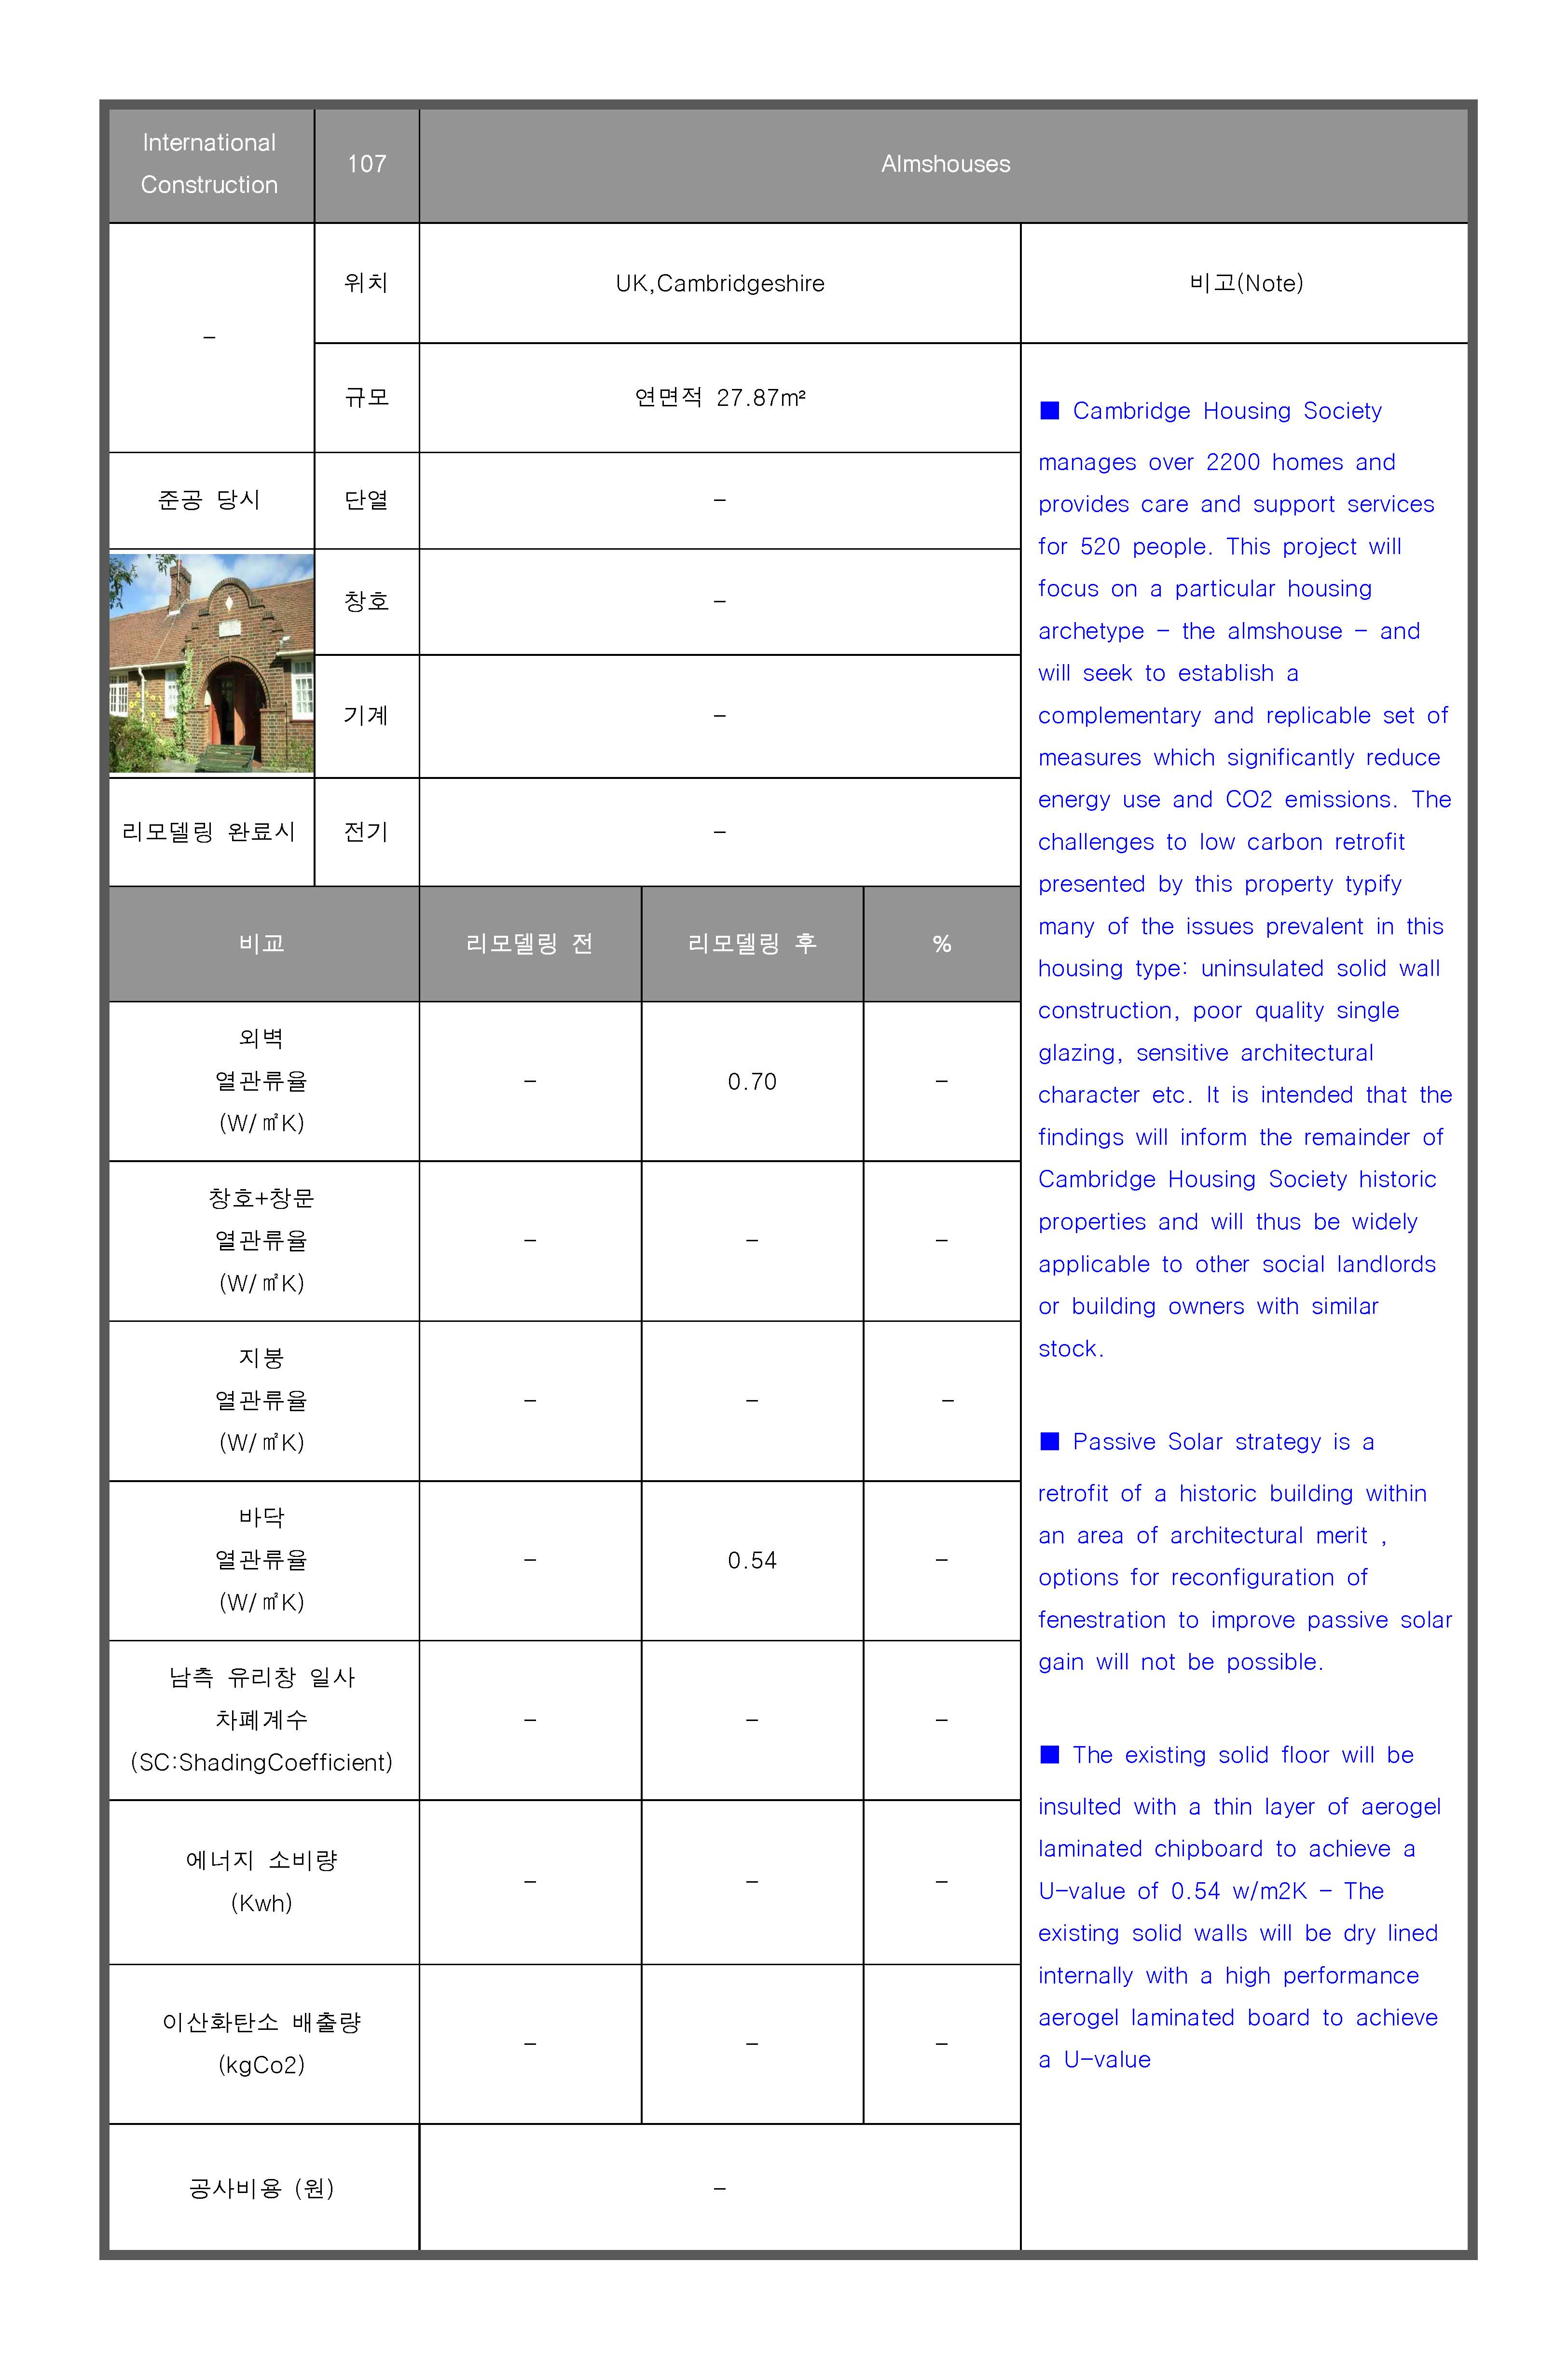 International
Construction
107
Almshouses
-
위치
UK,Cambridgeshire
비고(Note)
규모
연면적 27.87m²
준공 당시
단열
-
창호
-
기계
-
리모델링 완료시
전기
-
비교
리모델링 전
리모델링 후
%
외벽
열관류율
(W/㎡K)
-
0.70
-
창호+창문
열관류율
(W/㎡K)
-
-
-
지붕
열관류율
(W/㎡K)
-
-
-
바닥
열관류율
(W/㎡K)
-
0.54
-
남측 유리창 일사
차폐계수
(SC:ShadingCoefficient)
-
-
-
에너지 소비량
(Kwh)
-
-
-
이산화탄소 배출량
(kgCo2)
-
-
-
공사비용 (원)
-
■ Cambridge Housing Society
manages over 2200 homes and
provides care and support services
for 520 people. This project will
focus on a particular housing
archetype - the almshouse - and
will seek to establish a
complementary and replicable set of
measures which significantly reduce
energy use and CO2 emissions. The
challenges to low carbon retrofit
presented by this property typify
many of the issues prevalent in this
housing type: uninsulated solid wall
construction, poor quality single
glazing, sensitive architectural
character etc. It is intended that the
findings will inform the remainder of
Cambridge Housing Society historic
properties and will thus be widely
applicable to other social landlords
or building owners with similar
stock.
■ Passive Solar strategy is a
retrofit of a historic building within
an area of architectural merit ,
options for reconfiguration of
fenestration to improve passive solar
gain will not be possible.
■ The existing solid floor will be
insulted with a thin layer of aerogel
laminated chipboard to achieve a
U-value of 0.54 w/m2K - The
existing solid walls will be dry lined
internally with a high performance
aerogel laminated board to achieve
a U-value